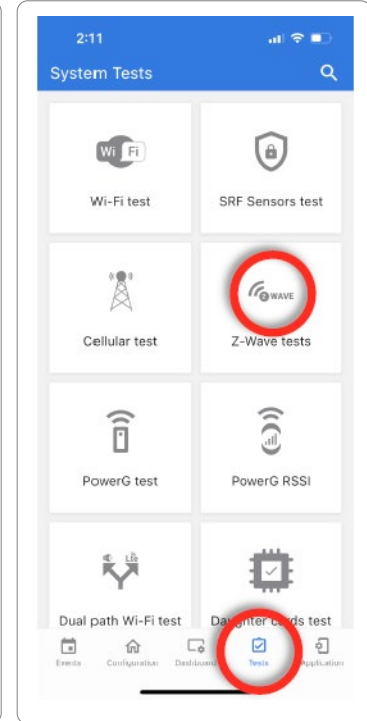 2:11
System Tests
Wi Fi
Wi-Fi test
SRF Sensors test
Z WAVE
Cellular test
Z-Wave tests
PowerG test
PowerG RSSI
LTE
Dual path Wi-Fi test
Daughter cards test
Events
Configuration
Dashboard
Tests
Application